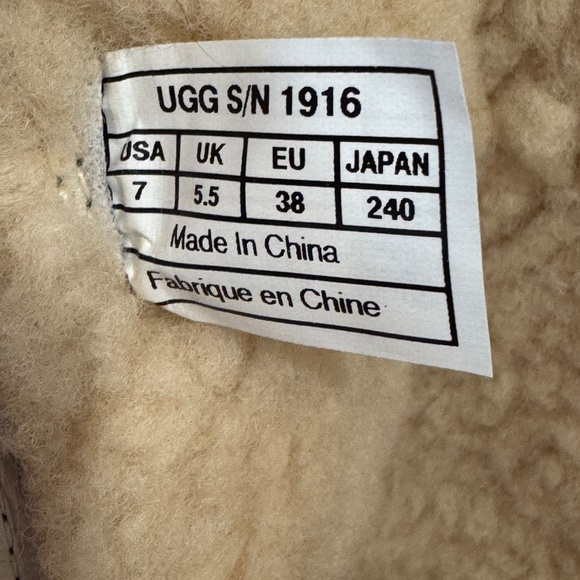 UGG S/N 1916
USA UK EU JAPAN
7 5.5 38 240
Made In China
Fabrique en Chine